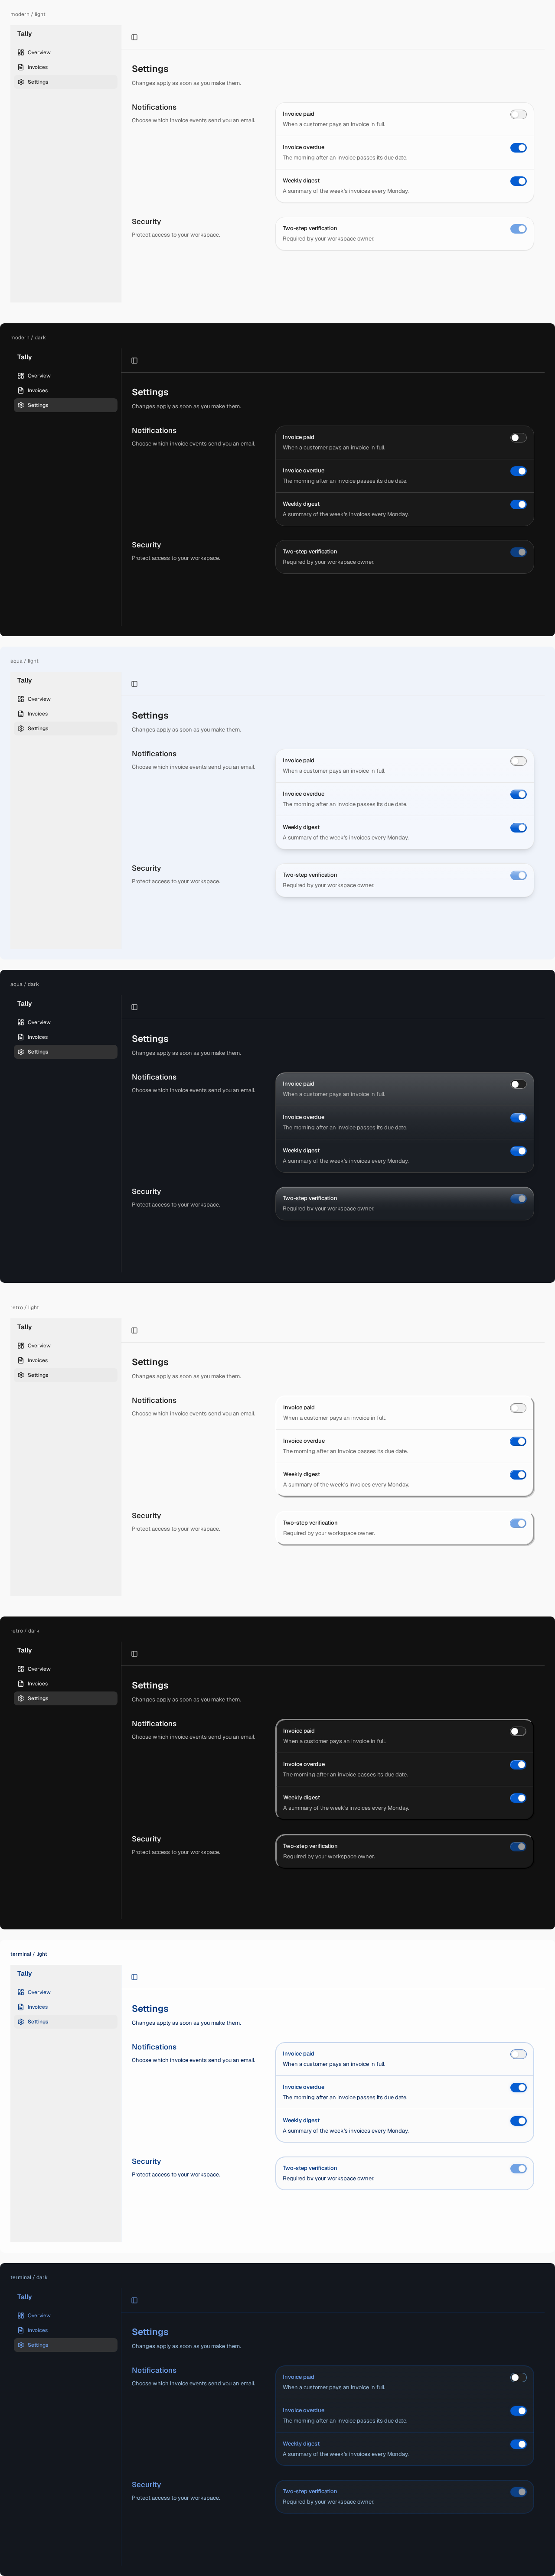 modern / light
Tally
Overview
Invoices
Settings
Settings
Changes apply as soon as you make them.
Notifications
Choose which invoice events send you an email.
Invoice paid
When a customer pays an invoice in full.
Invoice overdue
The morning after an invoice passes its due date.
Weekly digest
A summary of the week's invoices every Monday.
Security
Protect access to your workspace.
Two-step verification
Required by your workspace owner.
modern / dark
Tally
Overview
Invoices
Settings
Settings
Changes apply as soon as you make them.
Notifications
Choose which invoice events send you an email.
Invoice paid
When a customer pays an invoice in full.
Invoice overdue
The morning after an invoice passes its due date.
Weekly digest
A summary of the week's invoices every Monday.
Security
Protect access to your workspace.
Two-step verification
Required by your workspace owner.
aqua / light
Tally
Overview
Invoices
Settings
Settings
Changes apply as soon as you make them.
Notifications
Choose which invoice events send you an email.
Invoice paid
When a customer pays an invoice in full.
Invoice overdue
The morning after an invoice passes its due date.
Weekly digest
A summary of the week's invoices every Monday.
Security
Protect access to your workspace.
Two-step verification
Required by your workspace owner.
aqua / dark
Tally
Overview
Invoices
Settings
Settings
Changes apply as soon as you make them.
Notifications
Choose which invoice events send you an email.
Invoice paid
When a customer pays an invoice in full.
Invoice overdue
The morning after an invoice passes its due date.
Weekly digest
A summary of the week's invoices every Monday.
Security
Protect access to your workspace.
Two-step verification
Required by your workspace owner.
retro / light
Tally
Overview
Invoices
Settings
Settings
Changes apply as soon as you make them.
Notifications
Choose which invoice events send you an email.
Invoice paid
When a customer pays an invoice in full.
Invoice overdue
The morning after an invoice passes its due date.
Weekly digest
A summary of the week's invoices every Monday.
Security
Protect access to your workspace.
Two-step verification
Required by your workspace owner.
retro / dark
Tally
Overview
Invoices
Settings
Settings
Changes apply as soon as you make them.
Notifications
Choose which invoice events send you an email.
Invoice paid
When a customer pays an invoice in full.
Invoice overdue
The morning after an invoice passes its due date.
Weekly digest
A summary of the week's invoices every Monday.
Security
Protect access to your workspace.
Two-step verification
Required by your workspace owner.
terminal / light
Tally
Overview
Invoices
Settings
Settings
Changes apply as soon as you make them.
Notifications
Choose which invoice events send you an email.
Invoice paid
When a customer pays an invoice in full.
Invoice overdue
The morning after an invoice passes its due date.
Weekly digest
A summary of the week's invoices every Monday.
Security
Protect access to your workspace.
Two-step verification
Required by your workspace owner.
terminal / dark
Tally
Overview
Invoices
Settings
Settings
Changes apply as soon as you make them.
Notifications
Choose which invoice events send you an email.
Invoice paid
When a customer pays an invoice in full.
Invoice overdue
The morning after an invoice passes its due date.
Weekly digest
A summary of the week's invoices every Monday.
Security
Protect access to your workspace.
Two-step verification
Required by your workspace owner.